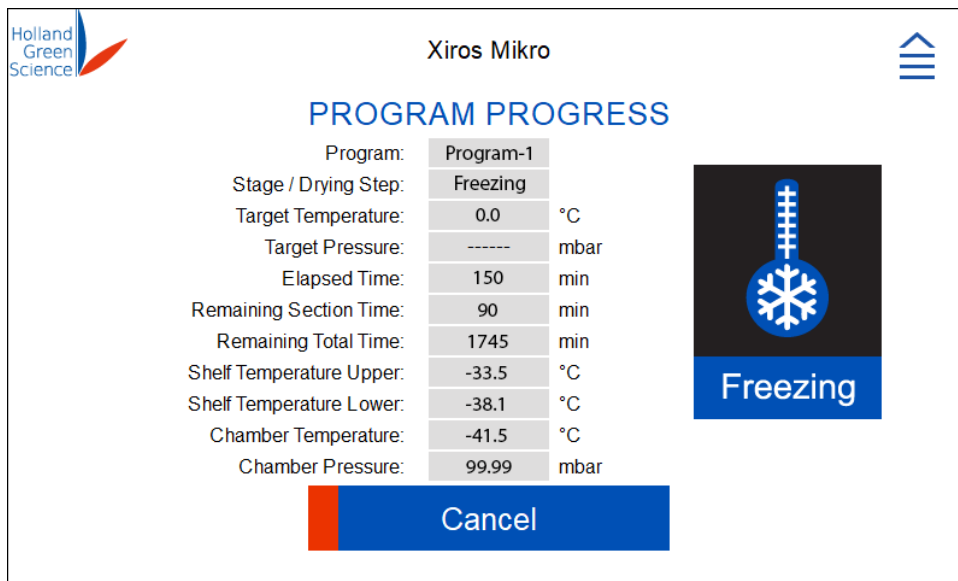 Holland
Green
Science
Xiros Mikro
PROGRAM PROGRESS
Program: Program-1
Stage / Drying Step: Freezing
Target Temperature: 0.0 °C
Target Pressure: ------ mbar
Elapsed Time: 150 min
Remaining Section Time: 90 min
Remaining Total Time: 1745 min
Shelf Temperature Upper: -33.5 °C
Shelf Temperature Lower: -38.1 °C
Chamber Temperature: -41.5 °C
Chamber Pressure: 99.99 mbar
Freezing
Cancel